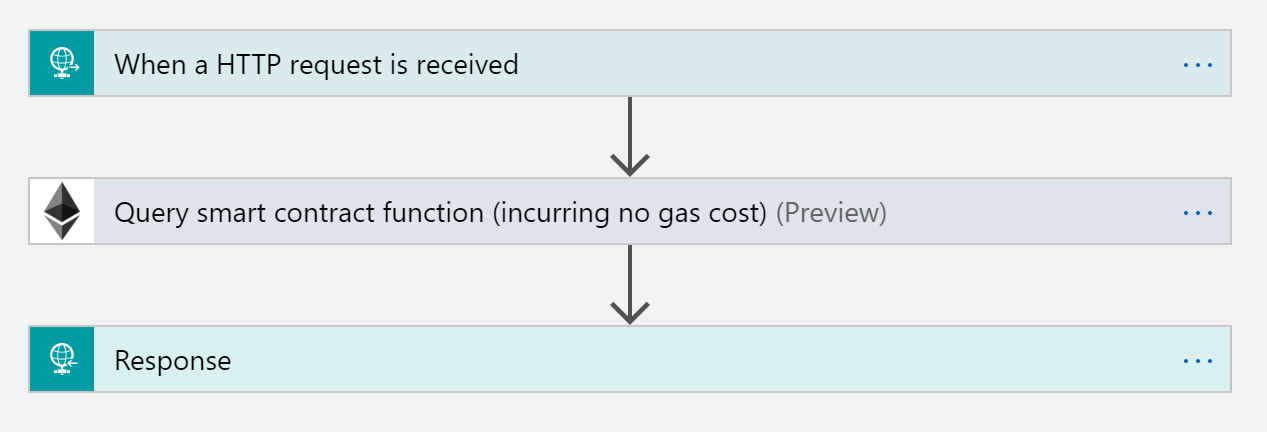 When a HTTP request is received
Query smart contract function (incurring no gas cost) (Preview)
Response